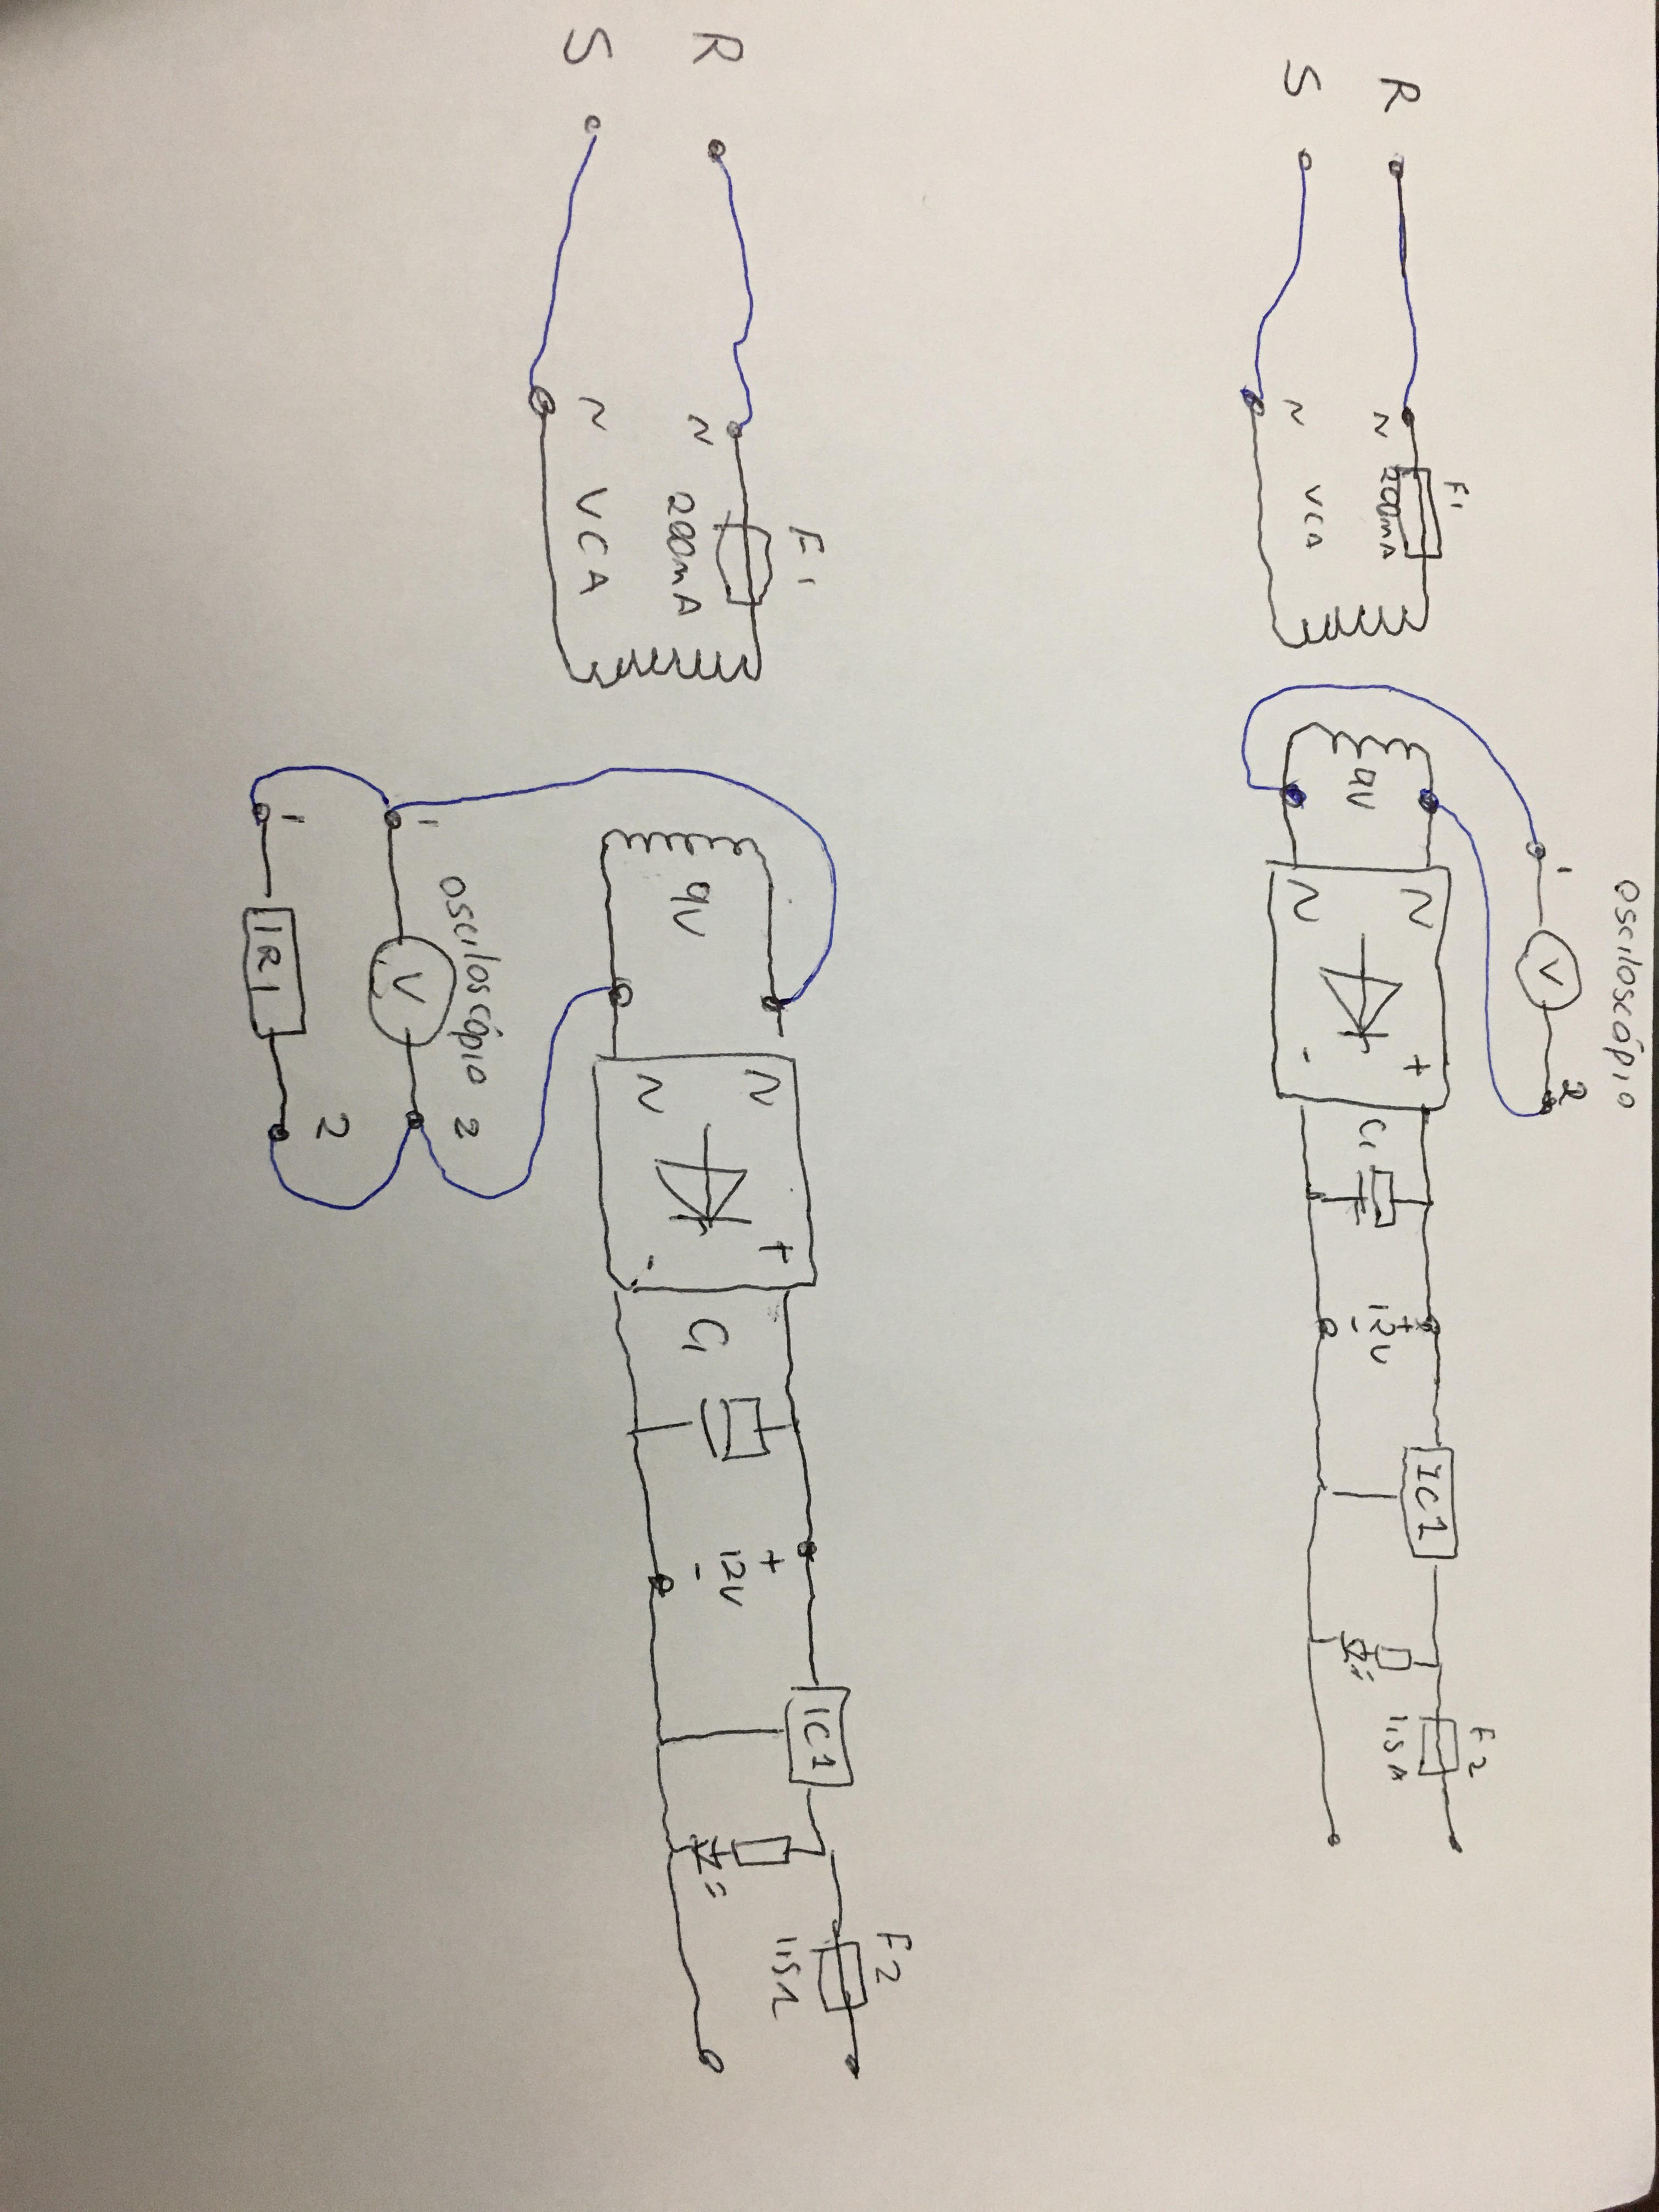 osciloscópio
1 V 2
R ~ F1
200mA
S ~ VCA
9V
~ +
~ -
C1
+
12V
-
IC1
F2
1,5A
R ~ F1
200mA
S ~ VCA
9V
~ +
~ -
C1
+
12V
-
IC1
F2
1,5A
osciloscópio
1 V 2
1 R1 2